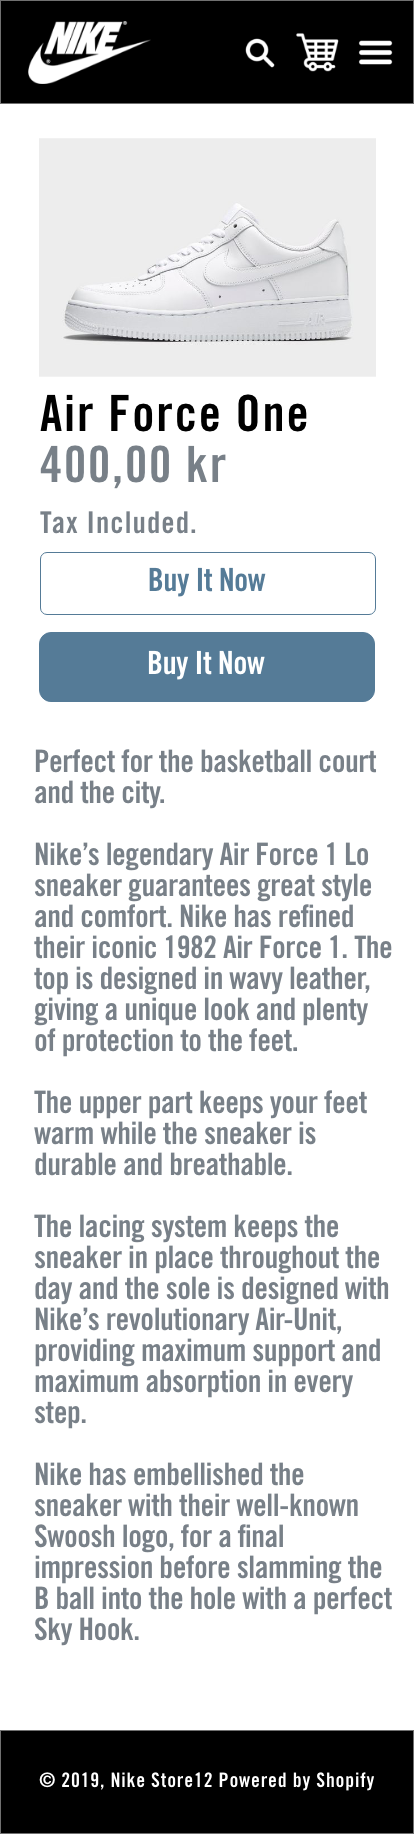 NIKE
Air Force One
400,00 kr
Tax Included.
Buy It Now
Buy It Now
Perfect for the basketball court
and the city.
Nike’s legendary Air Force 1 Lo
sneaker guarantees great style
and comfort. Nike has refined
their iconic 1982 Air Force 1. The
top is designed in wavy leather,
giving a unique look and plenty
of protection to the feet.
The upper part keeps your feet
warm while the sneaker is
durable and breathable.
The lacing system keeps the
sneaker in place throughout the
day and the sole is designed with
Nike’s revolutionary Air-Unit,
providing maximum support and
maximum absorption in every
step.
Nike has embellished the
sneaker with their well-known
Swoosh logo, for a final
impression before slamming the
B ball into the hole with a perfect
Sky Hook.
© 2019, Nike Store12 Powered by Shopify